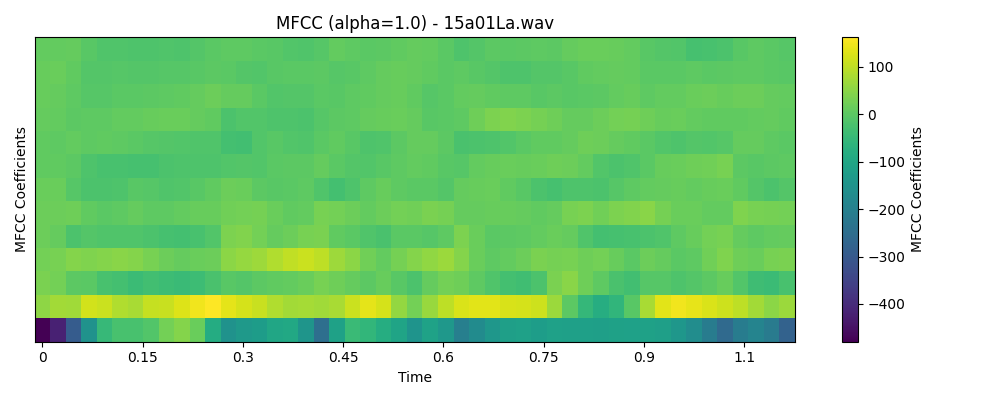 MFCC (alpha=1.0) - 15a01La.wav
MFCC Coefficients
0 0.15 0.3 0.45 0.6 0.75 0.9 1.1
Time
100
0
−100
−200
−300
−400
MFCC Coefficients